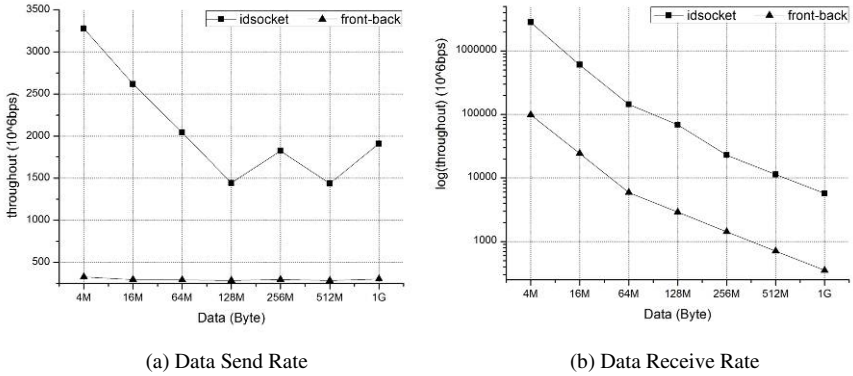 idsocket front-back
3500
3000
2500
2000
1500
1000
500
throughout (10^6bps)
4M 16M 64M 128M 256M 512M 1G
Data (Byte)
(a) Data Send Rate
idsocket front-back
1000000
100000
10000
1000
log(throughout) (10^6bps)
4M 16M 64M 128M 256M 512M 1G
Data (Byte)
(b) Data Receive Rate